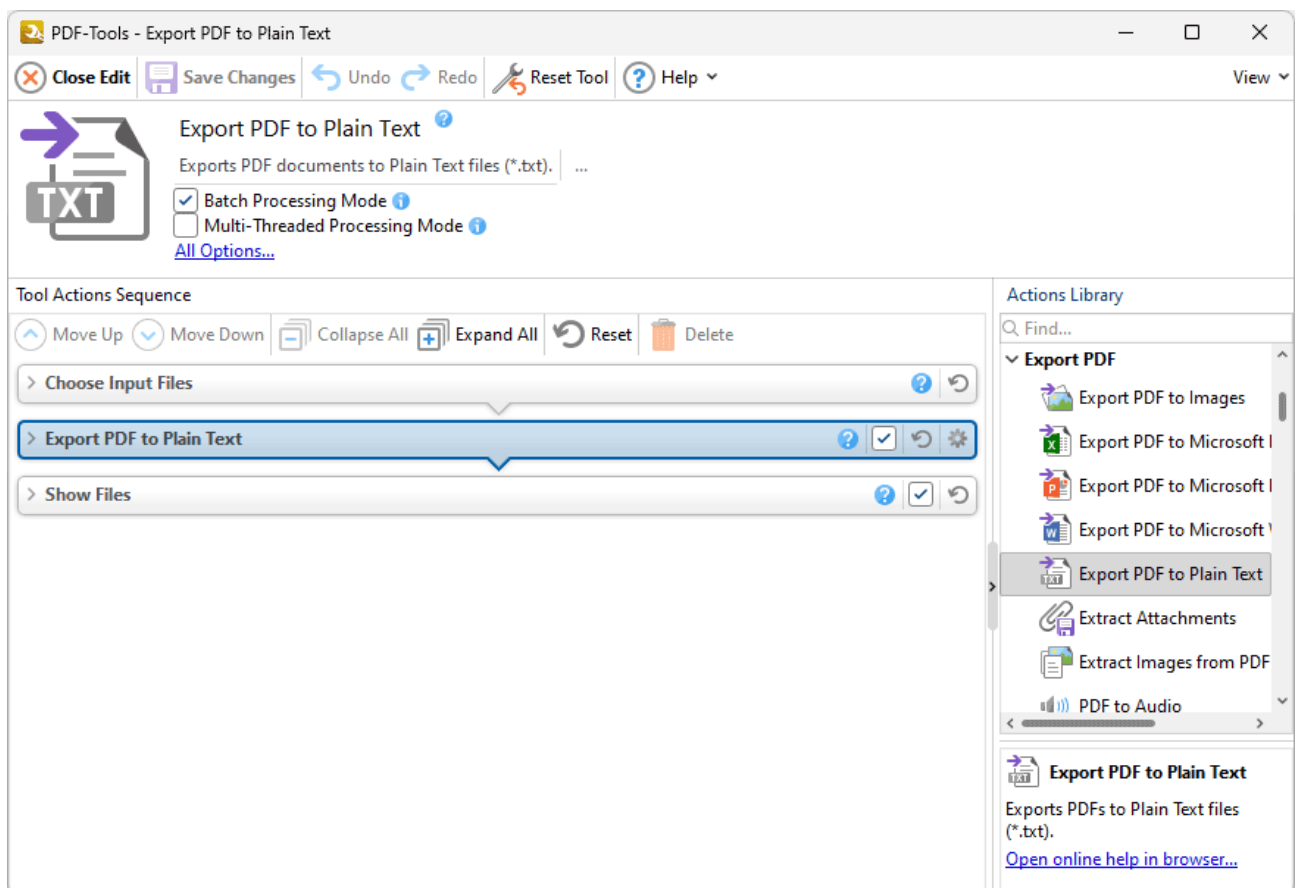 PDF-Tools - Export PDF to Plain Text
Close Edit Save Changes Undo Redo Reset Tool ? Help View
Export PDF to Plain Text ?
Exports PDF documents to Plain Text files (*.txt). ...
TXT
Batch Processing Mode i
Multi-Threaded Processing Mode i
All Options...
Tool Actions Sequence
Move Up Move Down Collapse All Expand All Reset Delete
Choose Input Files ?
Export PDF to Plain Text ?
Show Files ?
Actions Library
Find...
Export PDF
Export PDF to Images
X Export PDF to Microsoft
P Export PDF to Microsoft
W Export PDF to Microsoft
TXT Export PDF to Plain Text
Extract Attachments
Extract Images from PDF
PDF to Audio
TXT Export PDF to Plain Text
Exports PDFs to Plain Text files
(*.txt).
Open online help in browser...